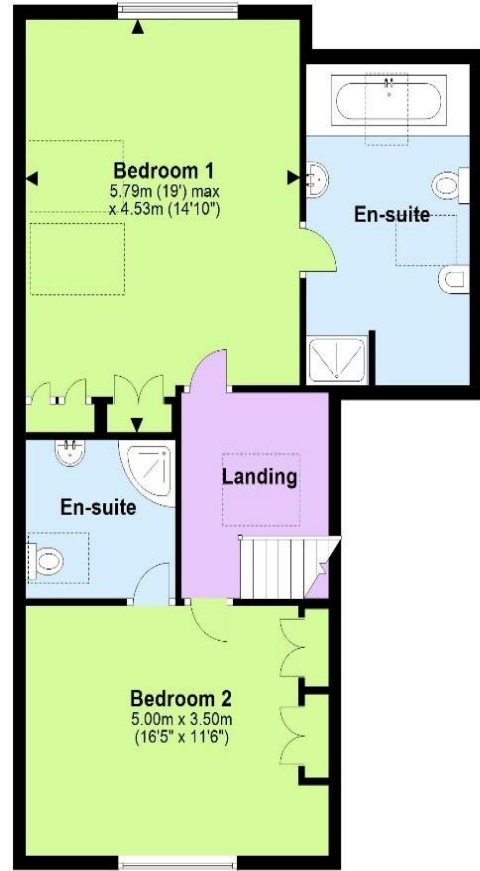 Bedroom 1
5.79m (19') max
x 4.53m (14'10")
En-suite
En-suite
Landing
Bedroom 2
5.00m x 3.50m
(16'5" x 11'6")